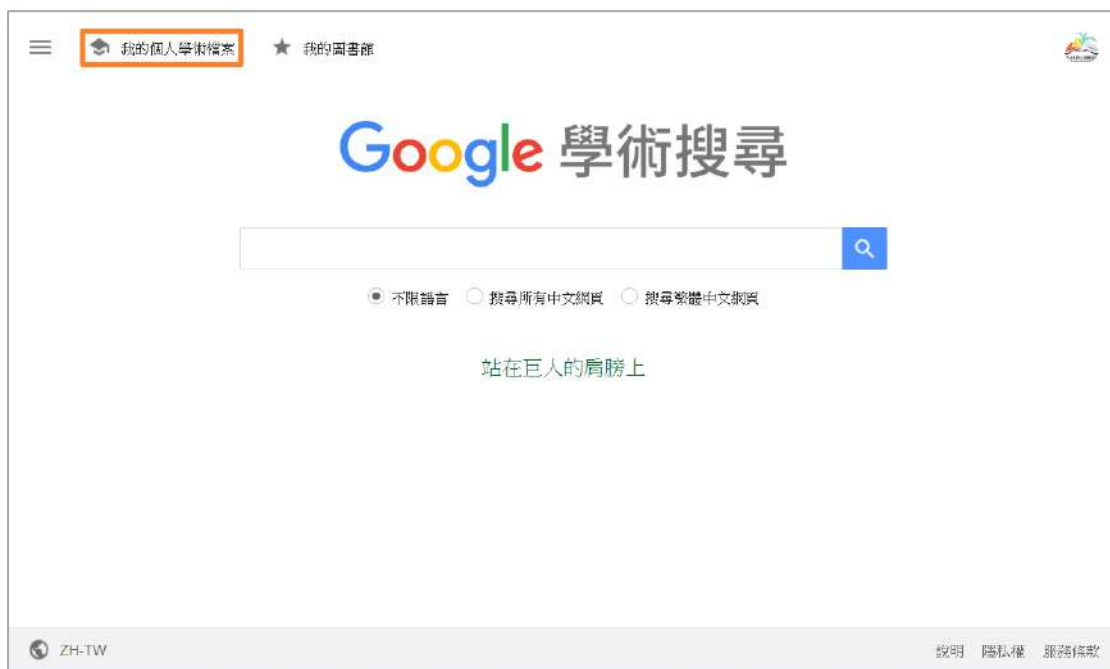 我的個人學術檔案 我的圖書館
Google 學術搜尋
不限語言 搜尋所有中文網頁 搜尋繁體中文網頁
站在巨人的肩膀上
ZH-TW 說明 隱私權 服務條款